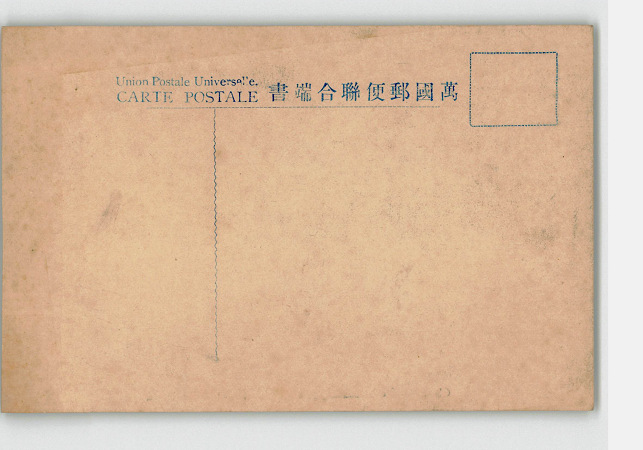 Union Postale Universelle.
CARTE POSTALE 萬國郵便聯合端書